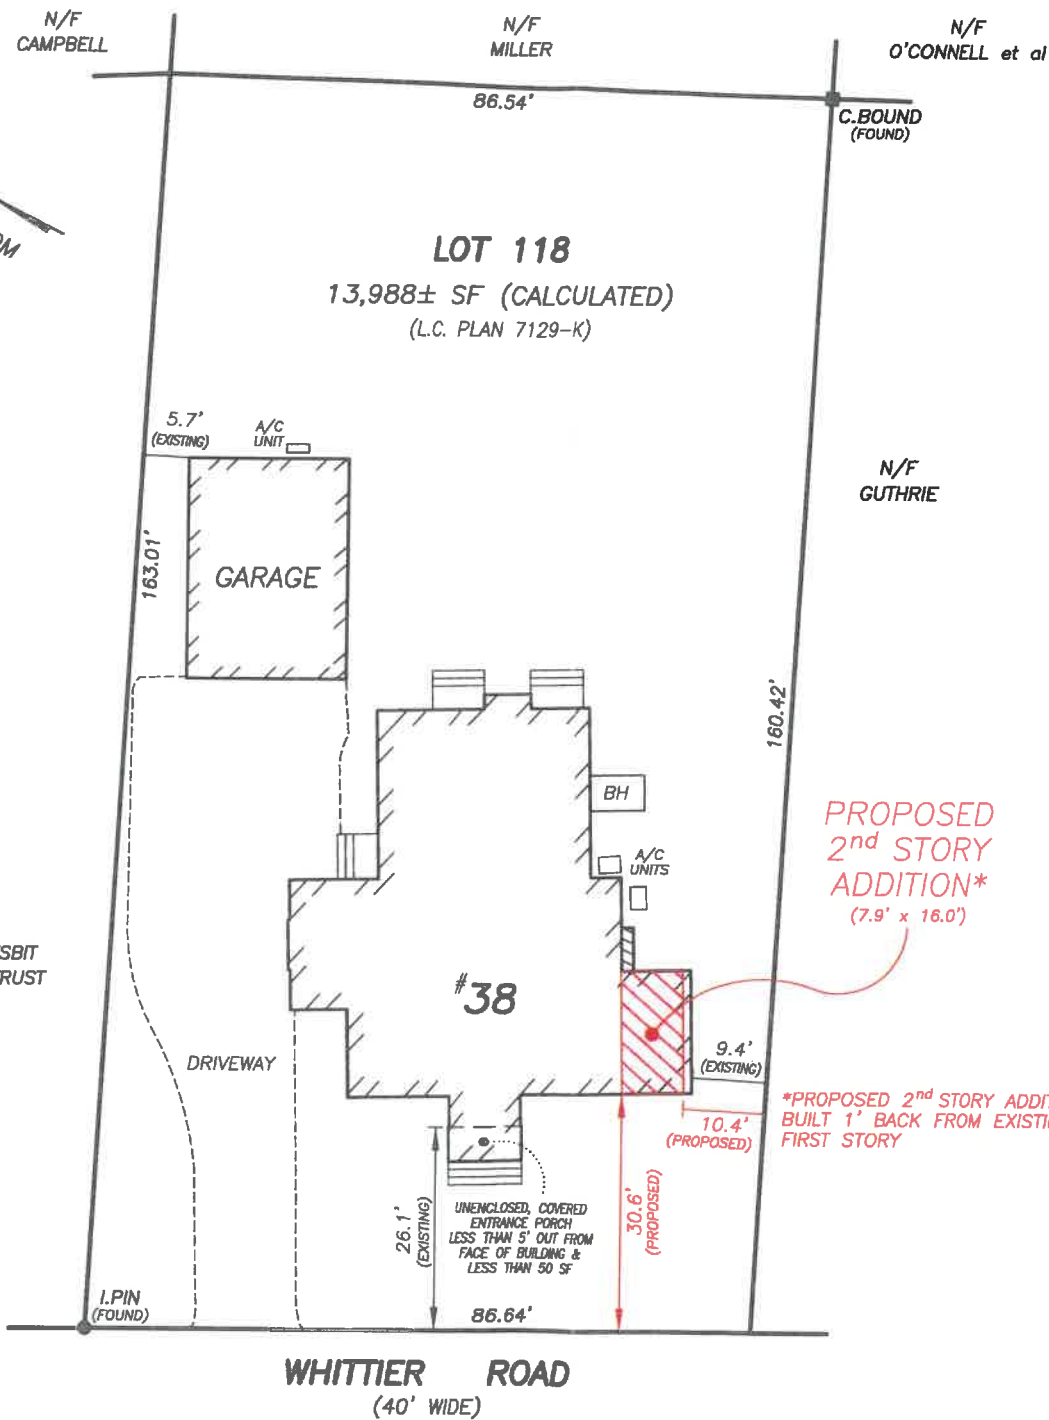 N/F
CAMPBELL
N/F
MILLER
N/F
O'CONNELL et al
86.54'
C.BOUND
(FOUND)
LOT 118
13,988± SF (CALCULATED)
(L.C. PLAN 7129-K)
5.7'
(EXISTING)
A/C
UNIT
N/F
GUTHRIE
163.01'
GARAGE
160.42'
BH
A/C
UNITS
PROPOSED
2nd STORY
ADDITION*
(7.9' x 16.0')
#38
DRIVEWAY
9.4'
(EXISTING)
*PROPOSED 2nd STORY
BUILT 1' BACK FROM
FIRST STORY
10.4'
(PROPOSED)
26.1'
(EXISTING)
UNENCLOSED, COVERED
ENTRANCE PORCH
LESS THAN 5' OUT FROM
FACE OF BUILDING &
LESS THAN 50 SF
30.6'
(PROPOSED)
I.PIN
(FOUND)
86.64'
WHITTIER ROAD
(40' WIDE)